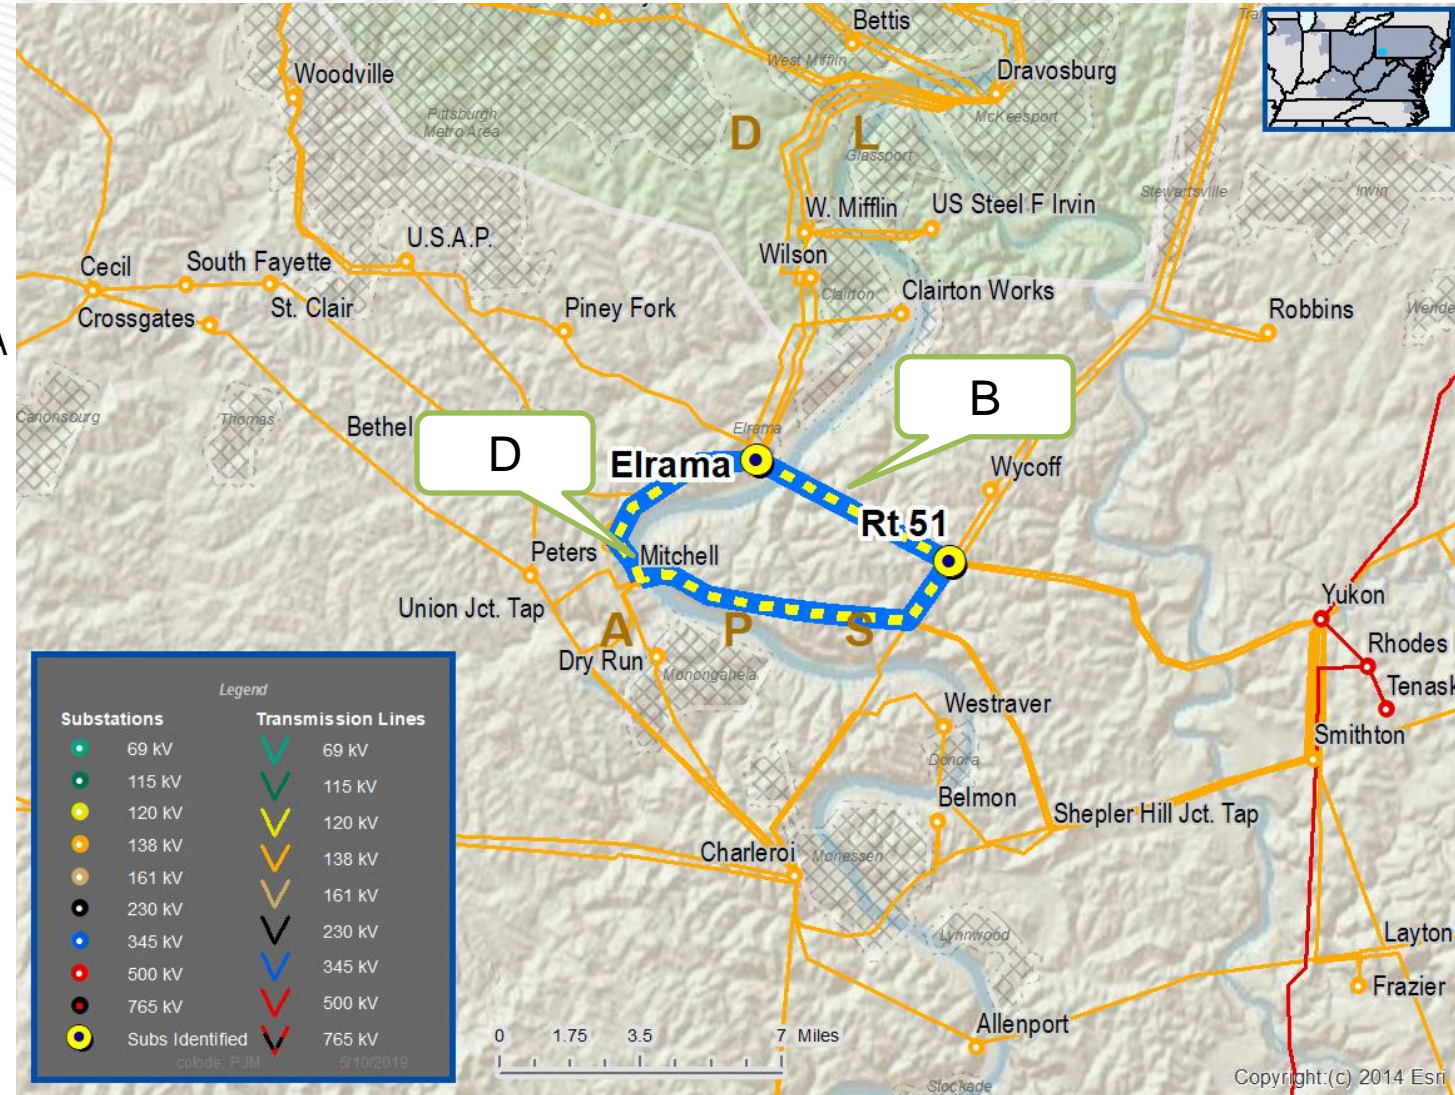 Bettis
West Mifflin
Dravosburg
Woodville
Pittsburgh
Metro Area
McKeesport
D L
Glassport
Stewartsville
Irwin
W. Mifflin
US Steel F Irvin
U.S.A.P.
Wilson
Cecil
South Fayette
Clairton
Clairton Works
Crossgates
St. Clair
Piney Fork
Robbins
A
Canonsburg
Thomas
B
Bethel
Elrama
D
Elrama
Wycoff
Rt 51
Peters
Mitchell
Union Jct. Tap
Yukon
A P S
Dry Run
Monongahela
Rhodes
Tenask
Westraver
Smithton
Donora
Belmon
Shepler Hill Jct. Tap
Charleroi
Monessen
Lynnwood
Layton
Frazier
Allenport
Stockade
Legend
Substations Transmission Lines
69 kV 69 kV
115 kV 115 kV
120 kV 120 kV
138 kV 138 kV
161 kV 161 kV
230 kV 230 kV
345 kV 345 kV
500 kV 500 kV
765 kV 765 kV
Subs Identified
colode, PJM 5/10/2019
0 1.75 3.5 7 Miles
Copyright:(c) 2014 Esri